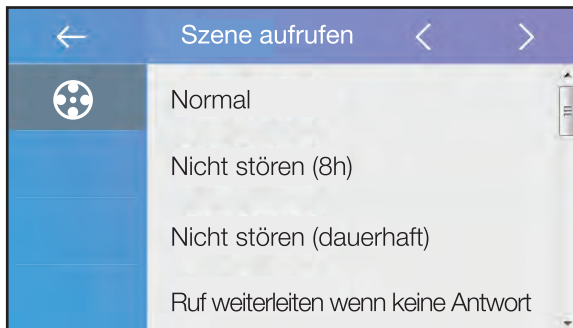 Szene aufrufen
Normal
Nicht stören (8h)
Nicht stören (dauerhaft)
Ruf weiterleiten wenn keine Antwort